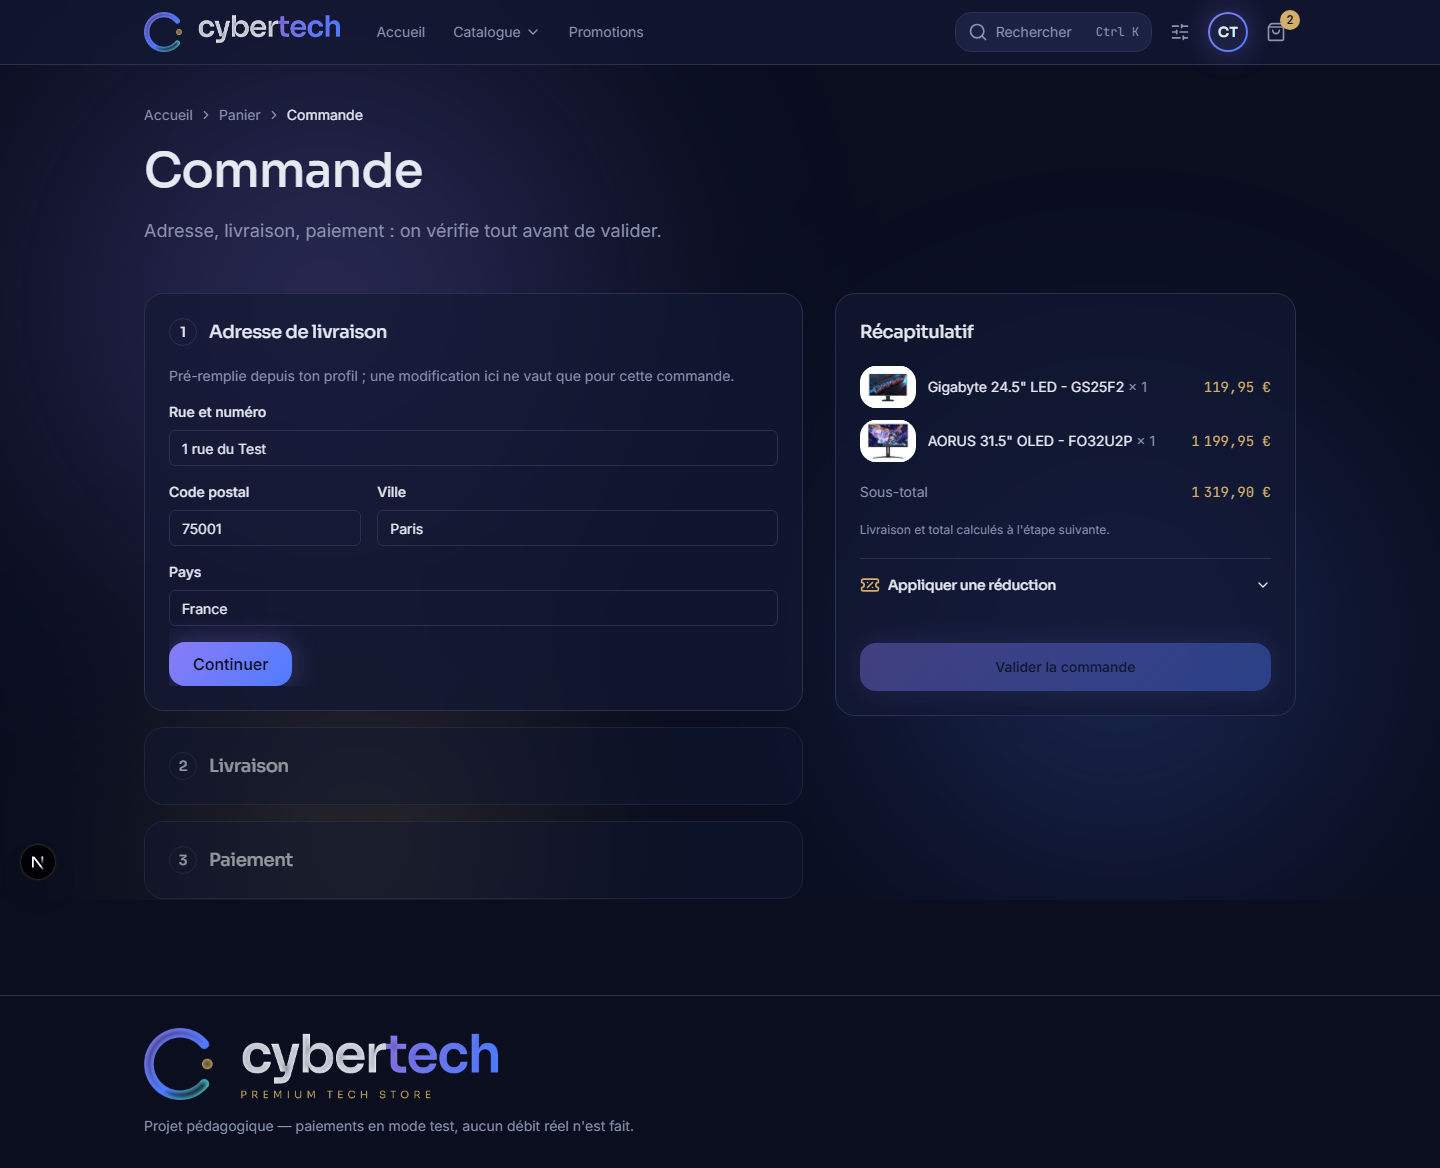 cybertech
Accueil
Catalogue
Promotions
Rechercher
Ctrl K
CT
2
Accueil
Panier
Commande
Commande
Adresse, livraison, paiement : on vérifie tout avant de valider.
1
Adresse de livraison
Pré-remplie depuis ton profil ; une modification ici ne vaut que pour cette commande.
Rue et numéro
1 rue du Test
Code postal
Ville
75001
Paris
Pays
France
Continuer
2
Livraison
3
Paiement
Récapitulatif
Gigabyte 24.5" LED - GS25F2 × 1
119,95 €
AORUS 31.5" OLED - FO32U2P × 1
1 199,95 €
Sous-total
1 319,90 €
Livraison et total calculés à l'étape suivante.
Appliquer une réduction
Valider la commande
N
cybertech
PREMIUM TECH STORE
Projet pédagogique — paiements en mode test, aucun débit réel n'est fait.